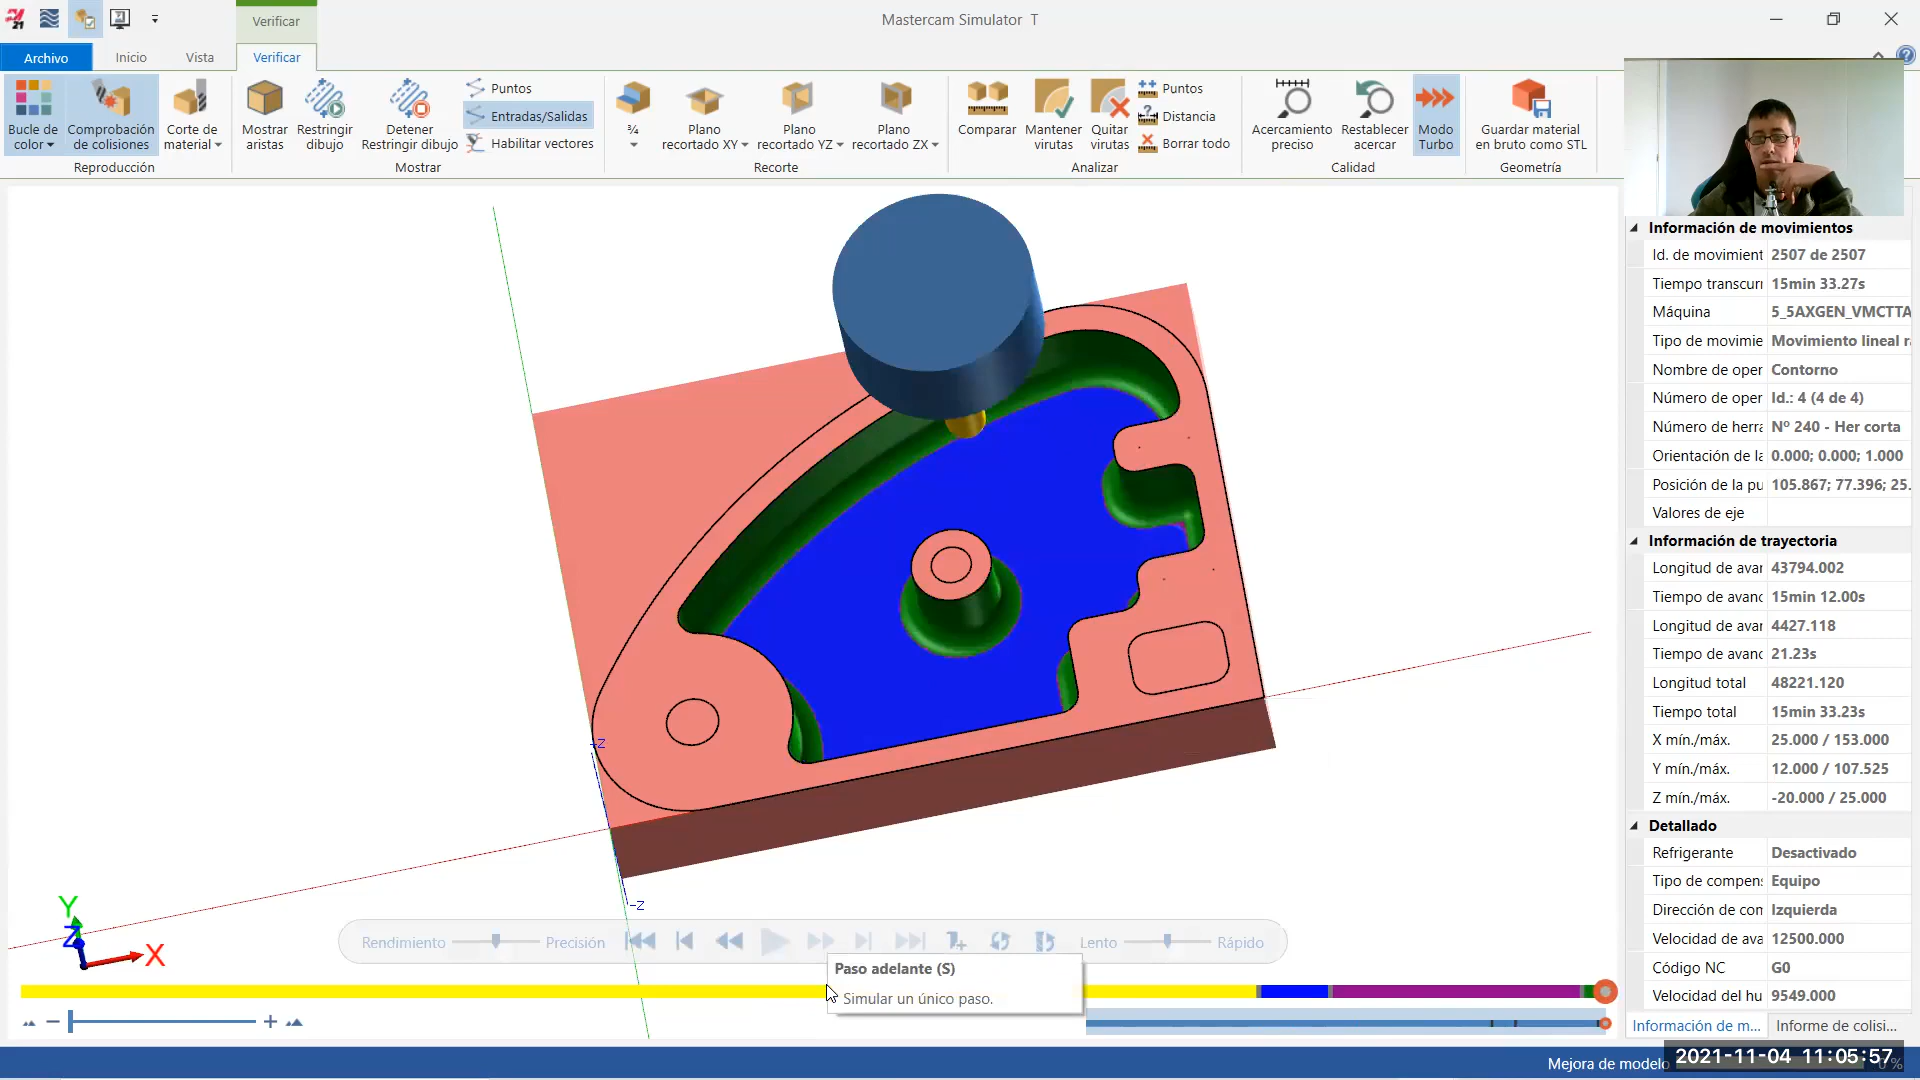 Verificar
Mastercam Simulator T
Archivo
Inicio
Vista
Verificar
Bucle de color
Comprobación de colisiones
Corte de material
Reproducción
Mostrar aristas
Restringir dibujo
Detener Restringir dibujo
Puntos
Entradas/Salidas
Habilitar vectores
Mostrar
¾
Plano recortado XY
Plano recortado YZ
Plano recortado ZX
Recorte
Comparar
Mantener virutas
Quitar virutas
Puntos
Distancia
Borrar todo
Analizar
Acercamiento preciso
Restablecer acercar
Modo Turbo
Calidad
Guardar material en bruto como STL
Geometría
Información de movimientos
Id. de movimient 2507 de 2507
Tiempo transcurr 15min 33.27s
Máquina 5_5AXGEN_VMCTTA
Tipo de movimie Movimiento lineal r
Nombre de oper Contorno
Número de oper Id.: 4 (4 de 4)
Número de herra Nº 240 - Her corta
Orientación de la 0.000; 0.000; 1.000
Posición de la pu 105.867; 77.396; 25.
Valores de eje
Información de trayectoria
Longitud de avan 43794.002
Tiempo de avanc 15min 12.00s
Longitud de avan 4427.118
Tiempo de avanc 21.23s
Longitud total 48221.120
Tiempo total 15min 33.23s
X mín./máx. 25.000 / 153.000
Y mín./máx. 12.000 / 107.525
Z mín./máx. -20.000 / 25.000
Detallado
Refrigerante Desactivado
Tipo de compens Equipo
Dirección de con Izquierda
Velocidad de ava 12500.000
Código NC G0
Velocidad del hu 9549.000
Información de m...
Informe de colisi...
-Z
-Z
Y
Z
X
Rendimiento
Precisión
Lento
Rápido
Paso adelante (S)
Simular un único paso.
Mejora de modelo
2021-11-04 11:05:57
%